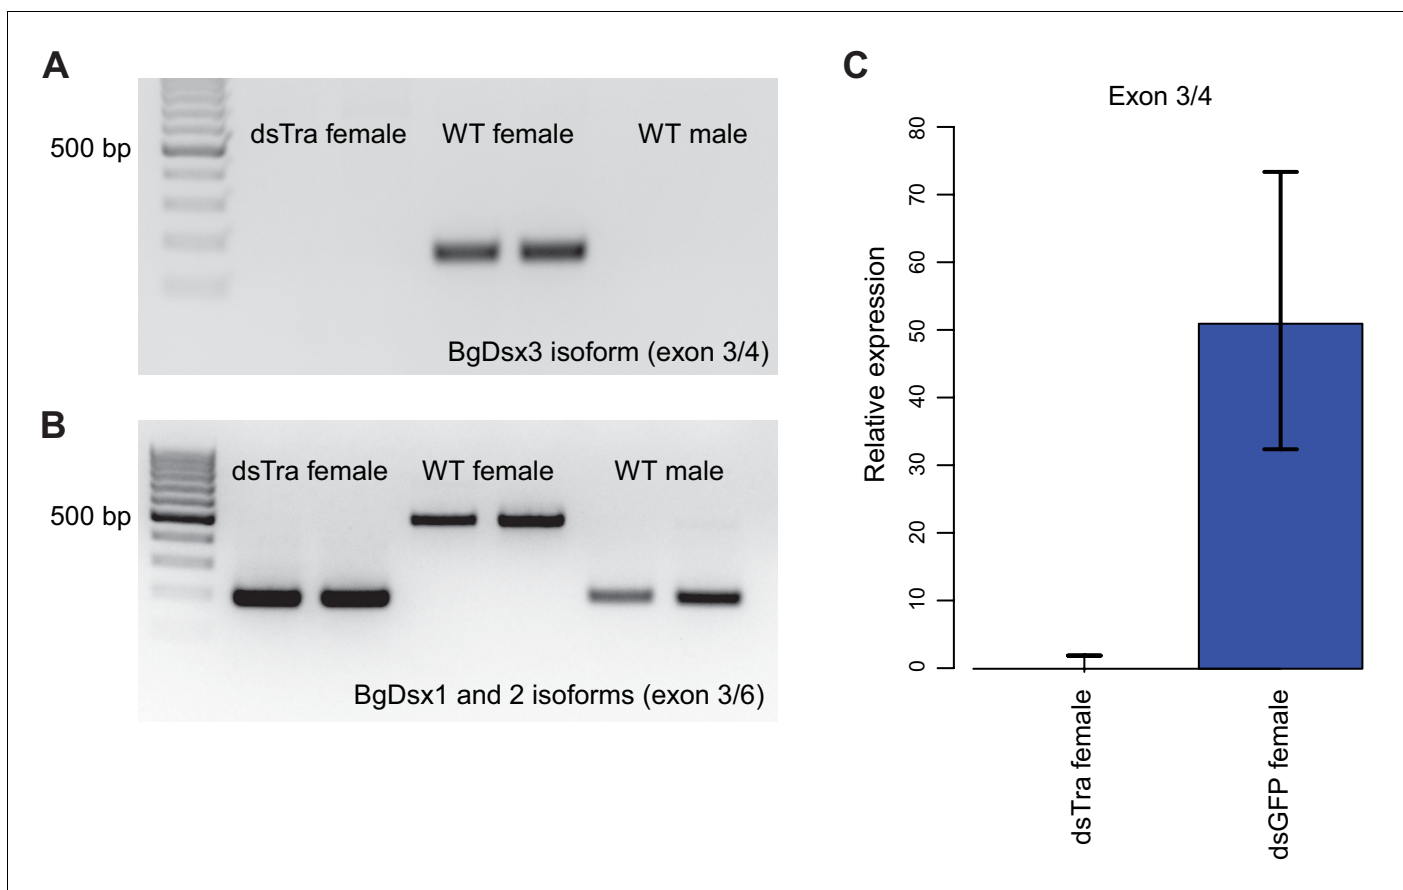 A
500 bp
dsTra female WT female WT male
BgDsx3 isoform (exon 3/4)
B
500 bp
dsTra female WT female WT male
BgDsx1 and 2 isoforms (exon 3/6)
C
Exon 3/4
Relative expression
80
70
60
50
40
30
20
10
0
dsTra female
dsGFP female